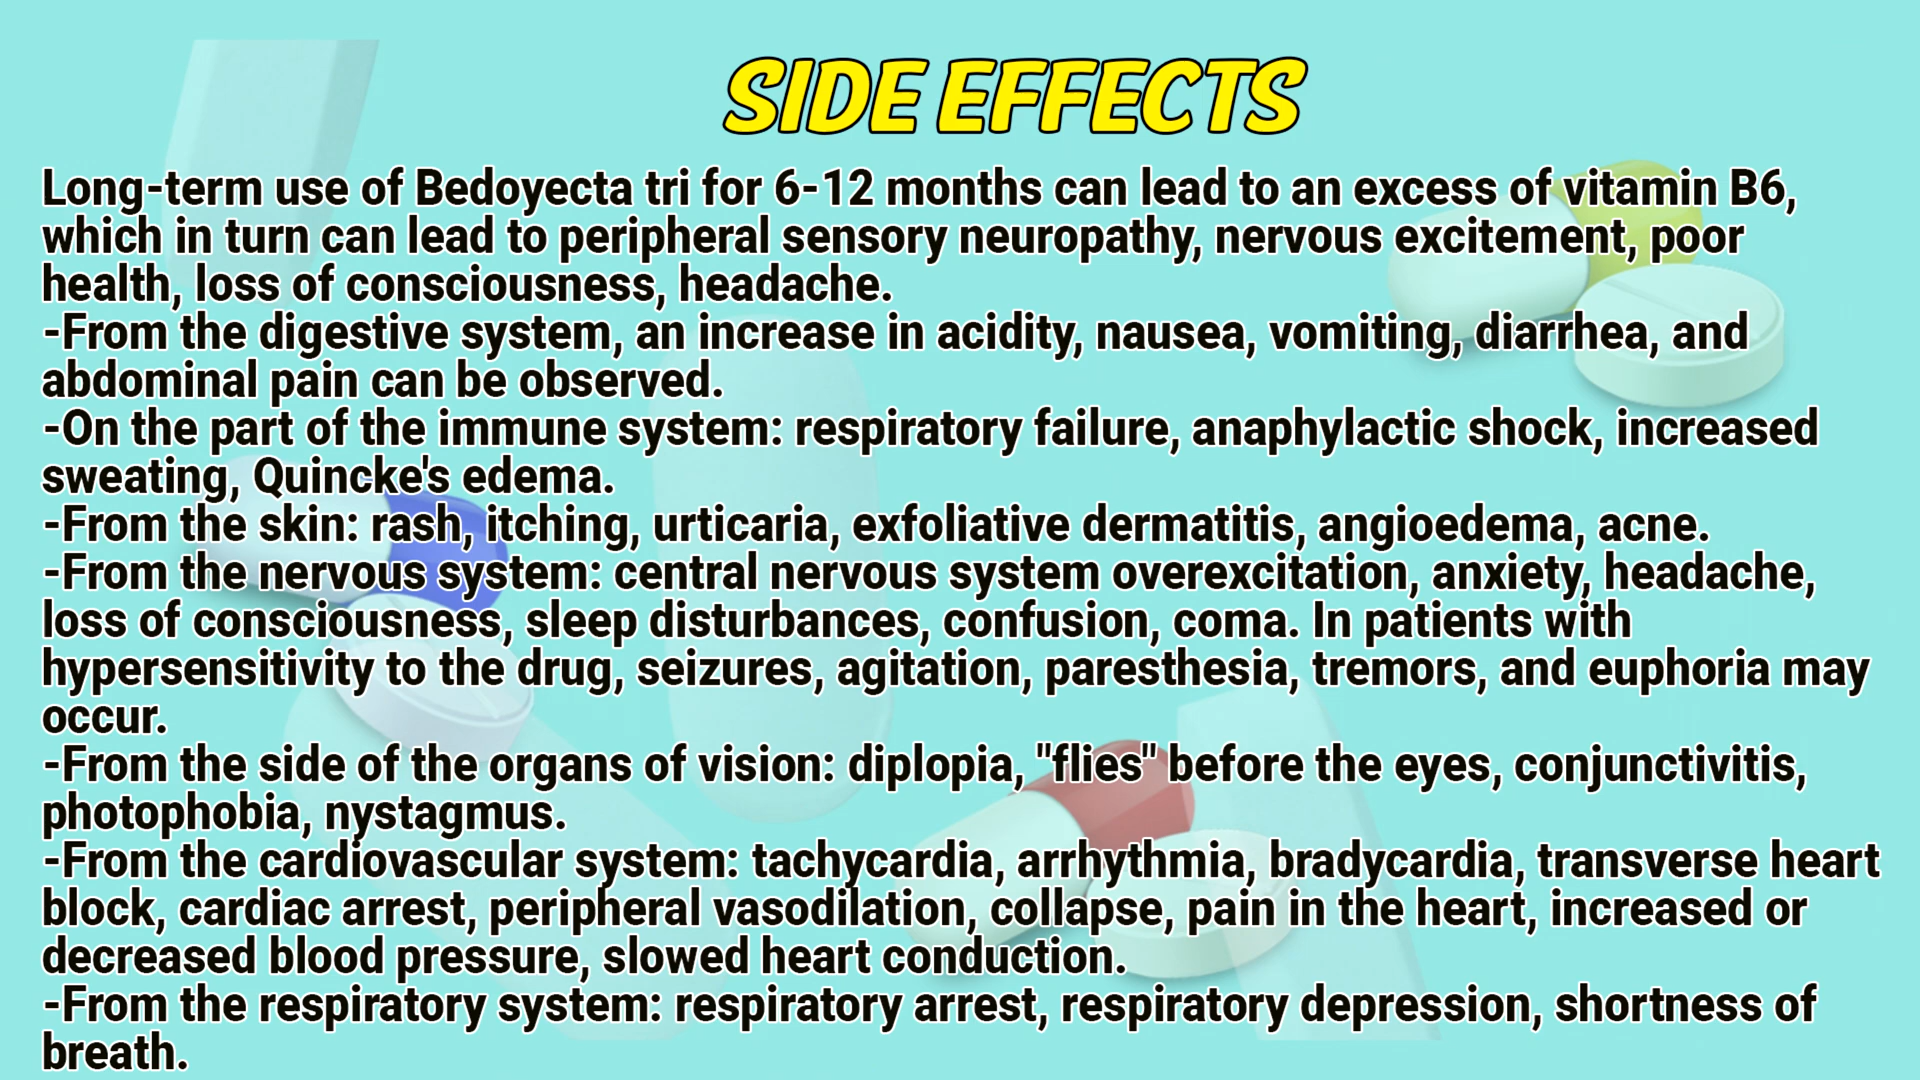 SIDE EFFECTS
Long-term use of Bedoyecta tri for 6-12 months can lead to an excess of vitamin B6,
which in turn can lead to peripheral sensory neuropathy, nervous excitement, poor
health, loss of consciousness, headache.
-From the digestive system, an increase in acidity, nausea, vomiting, diarrhea, and
abdominal pain can be observed.
-On the part of the immune system: respiratory failure, anaphylactic shock, increased
sweating, Quincke's edema.
-From the skin: rash, itching, urticaria, exfoliative dermatitis, angioedema, acne.
-From the nervous system: central nervous system overexcitation, anxiety, headache,
loss of consciousness, sleep disturbances, confusion, coma. In patients with
hypersensitivity to the drug, seizures, agitation, paresthesia, tremors, and euphoria may
occur.
-From the side of the organs of vision: diplopia, "flies" before the eyes, conjunctivitis,
photophobia, nystagmus.
-From the cardiovascular system: tachycardia, arrhythmia, bradycardia, transverse heart
block, cardiac arrest, peripheral vasodilation, collapse, pain in the heart, increased or
decreased blood pressure, slowed heart conduction.
-From the respiratory system: respiratory arrest, respiratory depression, shortness of
breath.